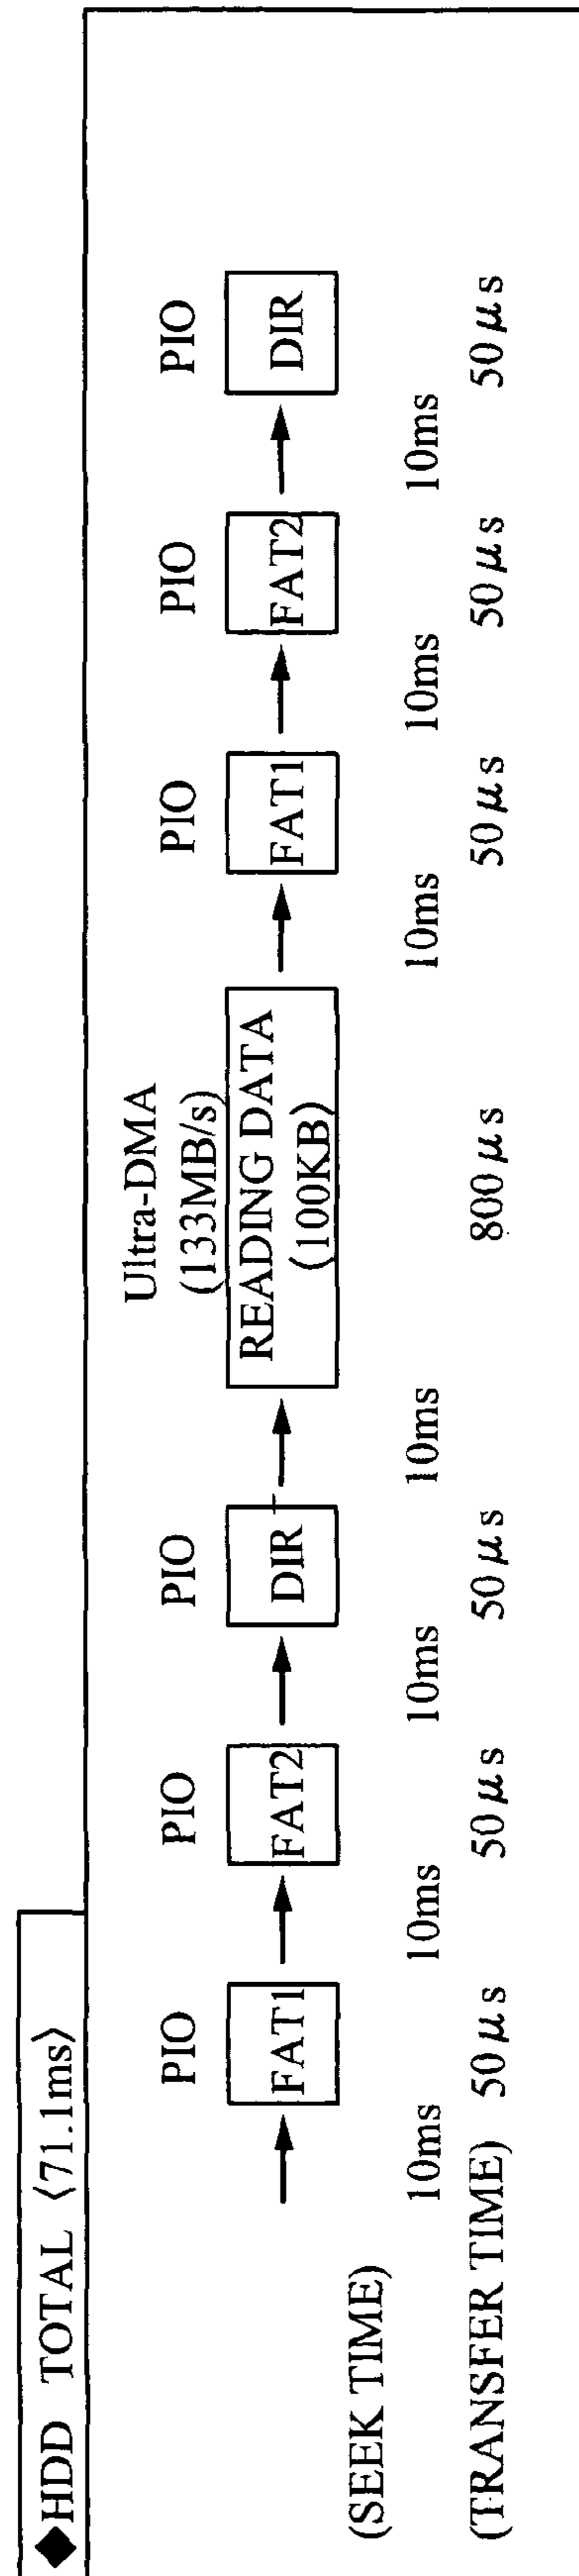 ◆HDD TOTAL 〈71.1ms〉
Ultra-DMA
PIO PIO PIO (133MB/s) PIO PIO PIO
FAT1 FAT2 DIR READING DATA FAT1 FAT2 DIR
(100KB)
(SEEK TIME)
10ms 10ms 10ms 10ms 10ms 10ms 10ms
(TRANSFER TIME) 50μs 50μs 50μs 800μs 50μs 50μs 50μs